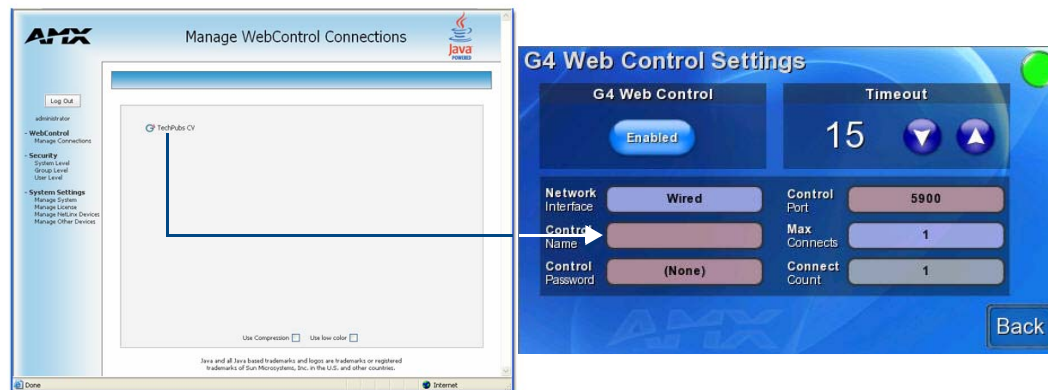 AMX
Manage WebControl Connections
Java
POWERED
Log Out
administrator
- WebControl
Manage Connections
- Security
System Level
Group Level
User Level
- System Settings
Manage System
Manage License
Manage NetLinx Devices
Manage Other Devices
TechPubs CV
Use Compression
Use low color
Java and all Java based trademarks and logos are trademarks or registered
trademarks of Sun Microsystems, Inc. in the U.S. and other countries.
Done
Internet
G4 Web Control Settings
G4 Web Control
Enabled
Timeout
15
Network
Interface
Wired
Control
Name
Control
Password
(None)
Control
Port
5900
Max
Connects
1
Connect
Count
1
AMX
Back